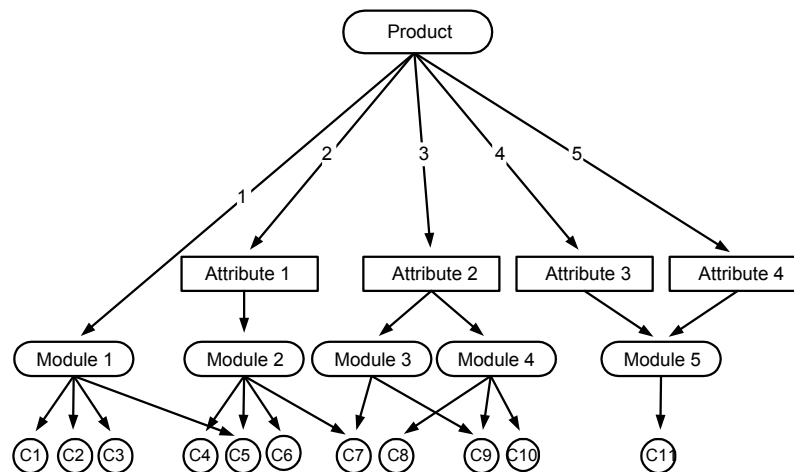 Product
1
2
3
4
5
Attribute 1
Attribute 2
Attribute 3
Attribute 4
Module 1
Module 2
Module 3
Module 4
Module 5
C1
C2
C3
C4
C5
C6
C7
C8
C9
C10
C11